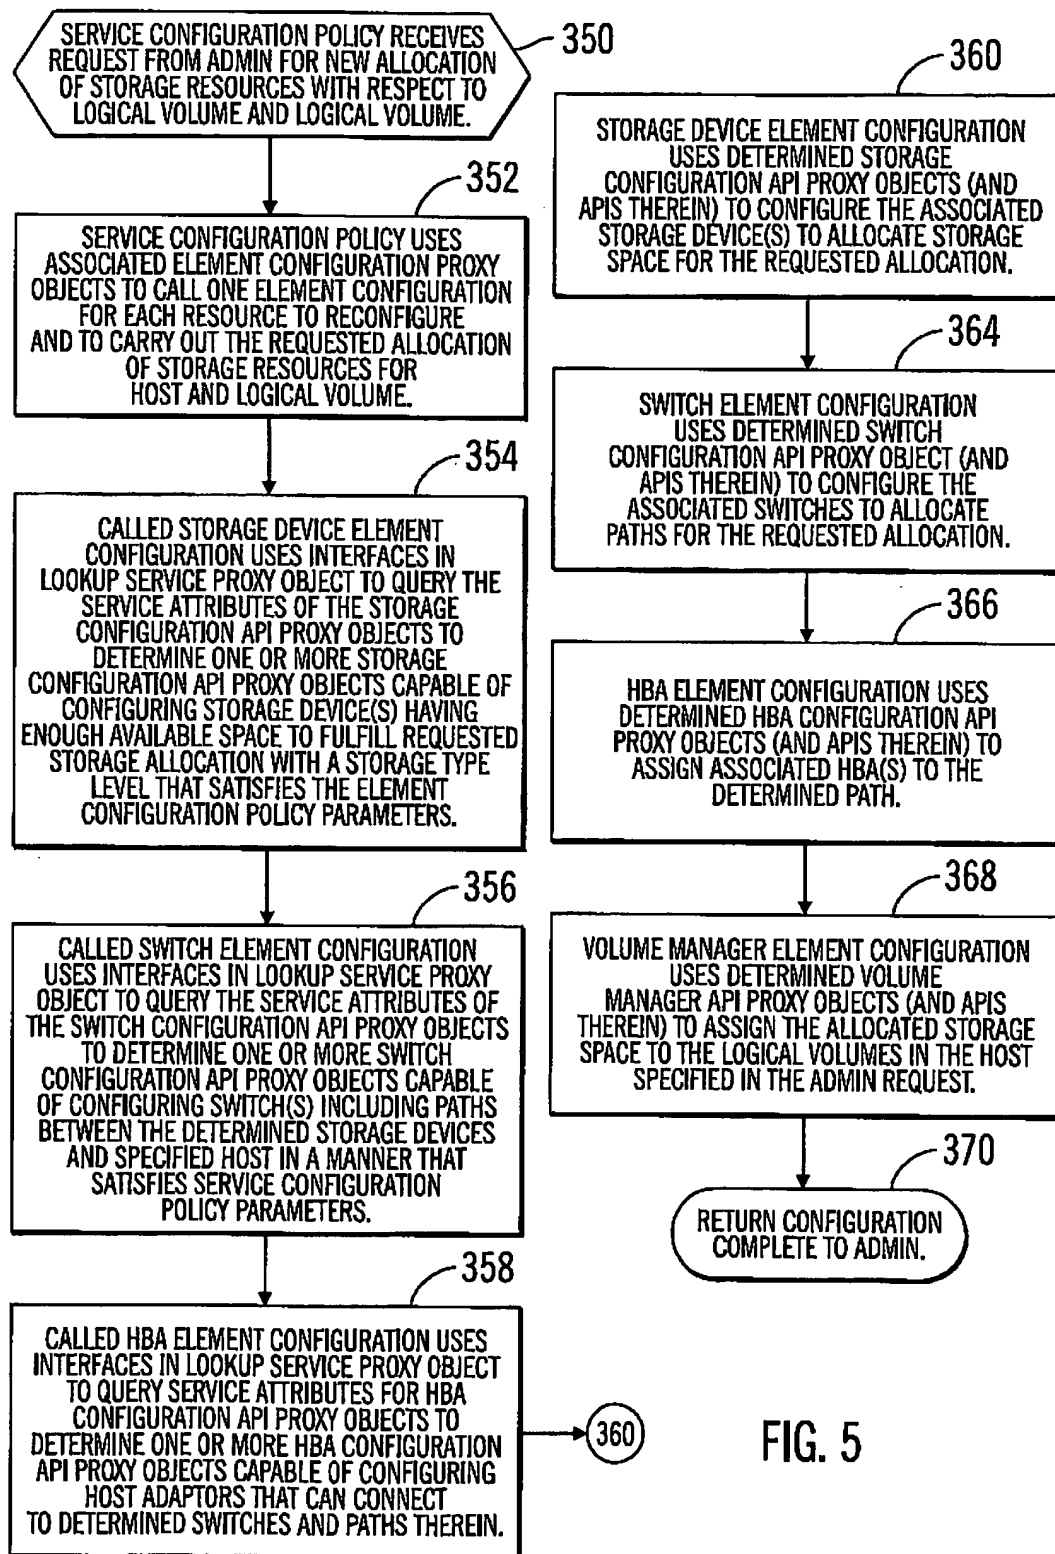 SERVICE CONFIGURATION POLICY RECEIVES
REQUEST FROM ADMIN FOR NEW ALLOCATION
OF STORAGE RESOURCES WITH RESPECT TO
LOGICAL VOLUME AND LOGICAL VOLUME.
350
352
SERVICE CONFIGURATION POLICY USES
ASSOCIATED ELEMENT CONFIGURATION PROXY
OBJECTS TO CALL ONE ELEMENT CONFIGURATION
FOR EACH RESOURCE TO RECONFIGURE
AND TO CARRY OUT THE REQUESTED ALLOCATION
OF STORAGE RESOURCES FOR
HOST AND LOGICAL VOLUME.
354
CALLED STORAGE DEVICE ELEMENT
CONFIGURATION USES INTERFACES IN
LOOKUP SERVICE PROXY OBJECT TO QUERY THE
SERVICE ATTRIBUTES OF THE STORAGE
CONFIGURATION API PROXY OBJECTS TO
DETERMINE ONE OR MORE STORAGE
CONFIGURATION API PROXY OBJECTS CAPABLE OF
CONFIGURING STORAGE DEVICE(S) HAVING
ENOUGH AVAILABLE SPACE TO FULFILL REQUESTED
STORAGE ALLOCATION WITH A STORAGE TYPE
LEVEL THAT SATISFIES THE ELEMENT
CONFIGURATION POLICY PARAMETERS.
356
CALLED SWITCH ELEMENT CONFIGURATION
USES INTERFACES IN LOOKUP SERVICE PROXY
OBJECT TO QUERY THE SERVICE ATTRIBUTES OF
THE SWITCH CONFIGURATION API PROXY OBJECTS
TO DETERMINE ONE OR MORE SWITCH
CONFIGURATION API PROXY OBJECTS CAPABLE
OF CONFIGURING SWITCH(S) INCLUDING PATHS
BETWEEN THE DETERMINED STORAGE DEVICES
AND SPECIFIED HOST IN A MANNER THAT
SATISFIES SERVICE CONFIGURATION
POLICY PARAMETERS.
358
CALLED HBA ELEMENT CONFIGURATION USES
INTERFACES IN LOOKUP SERVICE PROXY OBJECT
TO QUERY SERVICE ATTRIBUTES FOR HBA
CONFIGURATION API PROXY OBJECTS TO
DETERMINE ONE OR MORE HBA CONFIGURATION
API PROXY OBJECTS CAPABLE OF CONFIGURING
HOST ADAPTORS THAT CAN CONNECT
TO DETERMINED SWITCHES AND PATHS THEREIN.
360
360
STORAGE DEVICE ELEMENT CONFIGURATION
USES DETERMINED STORAGE
CONFIGURATION API PROXY OBJECTS (AND
APIS THEREIN) TO CONFIGURE THE ASSOCIATED
STORAGE DEVICE(S) TO ALLOCATE STORAGE
SPACE FOR THE REQUESTED ALLOCATION.
364
SWITCH ELEMENT CONFIGURATION
USES DETERMINED SWITCH
CONFIGURATION API PROXY OBJECT (AND
APIS THEREIN) TO CONFIGURE THE
ASSOCIATED SWITCHES TO ALLOCATE
PATHS FOR THE REQUESTED ALLOCATION.
366
HBA ELEMENT CONFIGURATION USES
DETERMINED HBA CONFIGURATION API
PROXY OBJECTS (AND APIS THEREIN) TO
ASSIGN ASSOCIATED HBA(S) TO THE
DETERMINED PATH.
368
VOLUME MANAGER ELEMENT CONFIGURATION
USES DETERMINED VOLUME
MANAGER API PROXY OBJECTS (AND APIS
THEREIN) TO ASSIGN THE ALLOCATED STORAGE
SPACE TO THE LOGICAL VOLUMES IN THE HOST
SPECIFIED IN THE ADMIN REQUEST.
370
RETURN CONFIGURATION
COMPLETE TO ADMIN.
FIG. 5